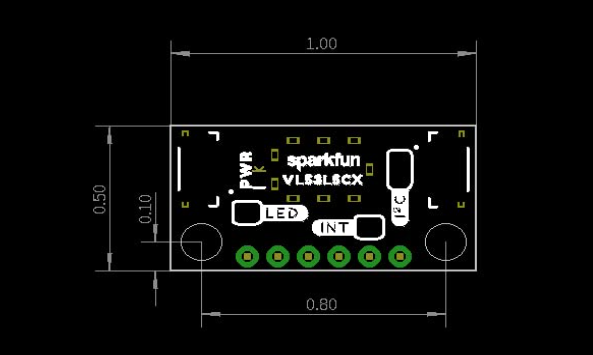 1.00
0.50
0.10
PWR
sparkfun
VL53L5CX
I²C
LED
INT
0.80